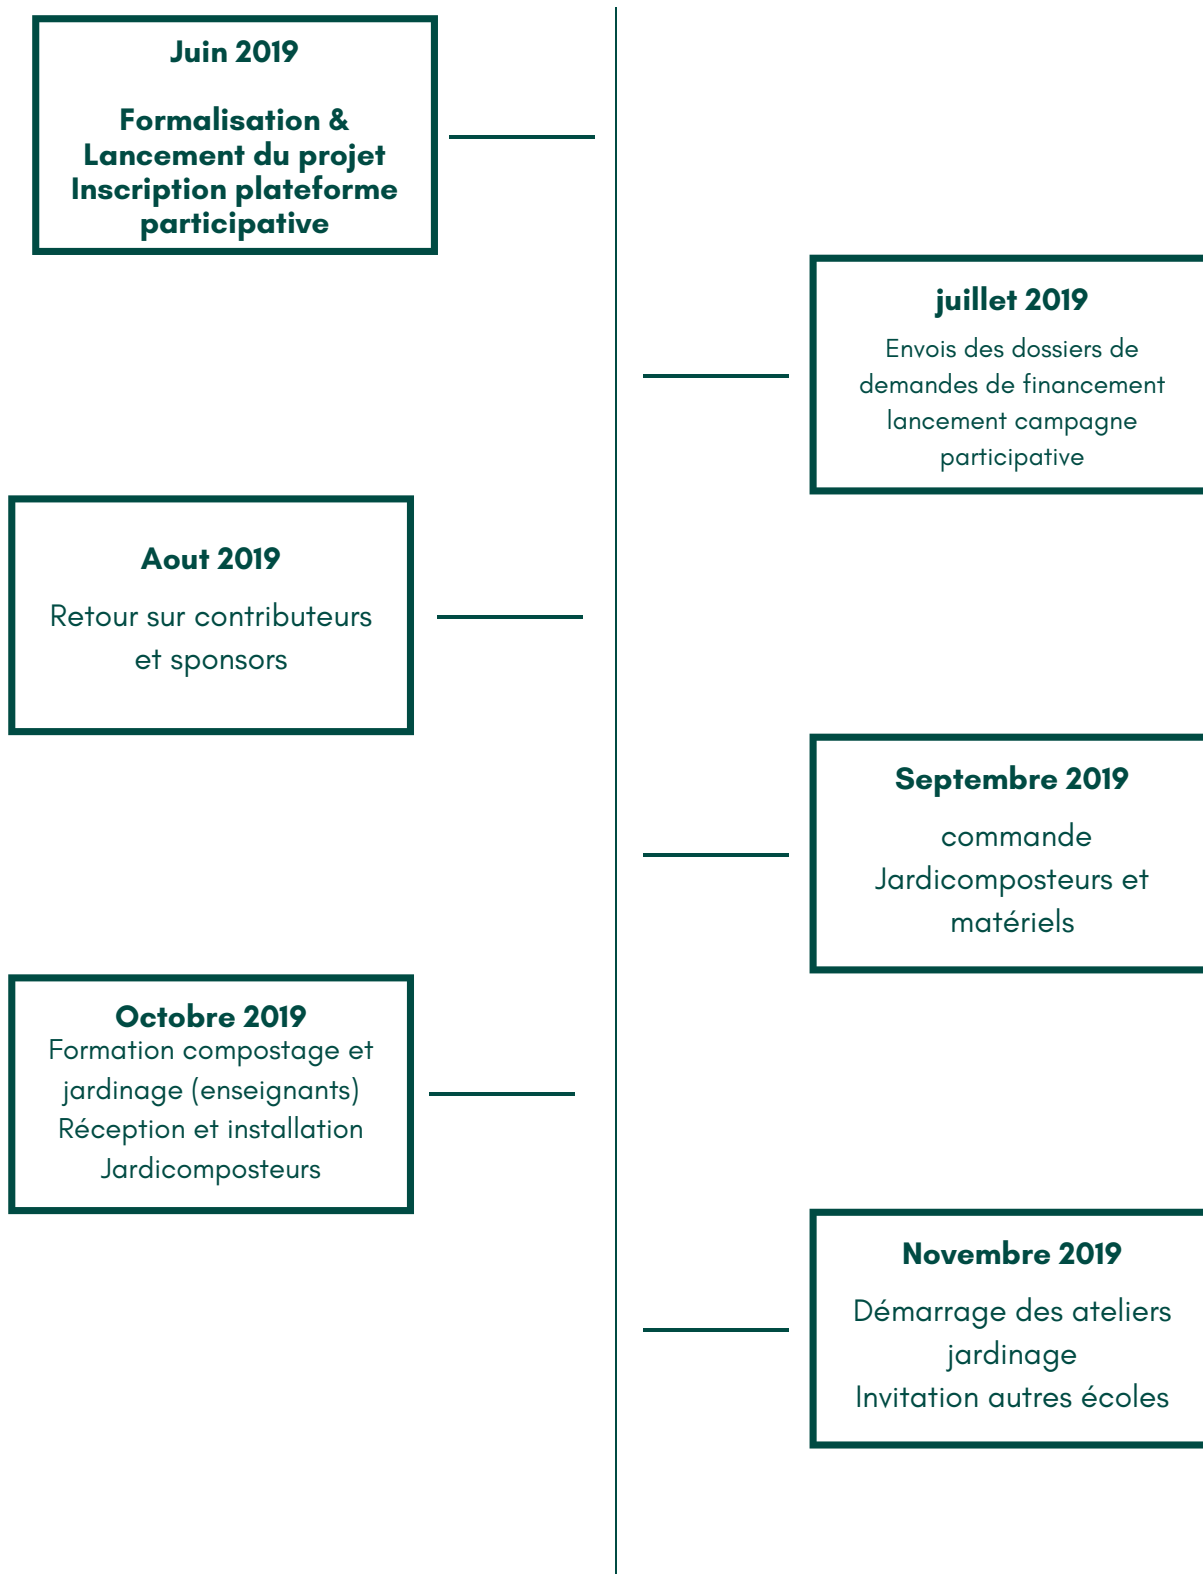 Juin 2019
Formalisation &
Lancement du projet
Inscription plateforme
participative
juillet 2019
Envois des dossiers de
demandes de financement
lancement campagne
participative
Aout 2019
Retour sur contributeurs
et sponsors
Septembre 2019
commande
Jardicomposteurs et
matériels
Octobre 2019
Formation compostage et
jardinage (enseignants)
Réception et installation
Jardicomposteurs
Novembre 2019
Démarrage des ateliers
jardinage
Invitation autres écoles